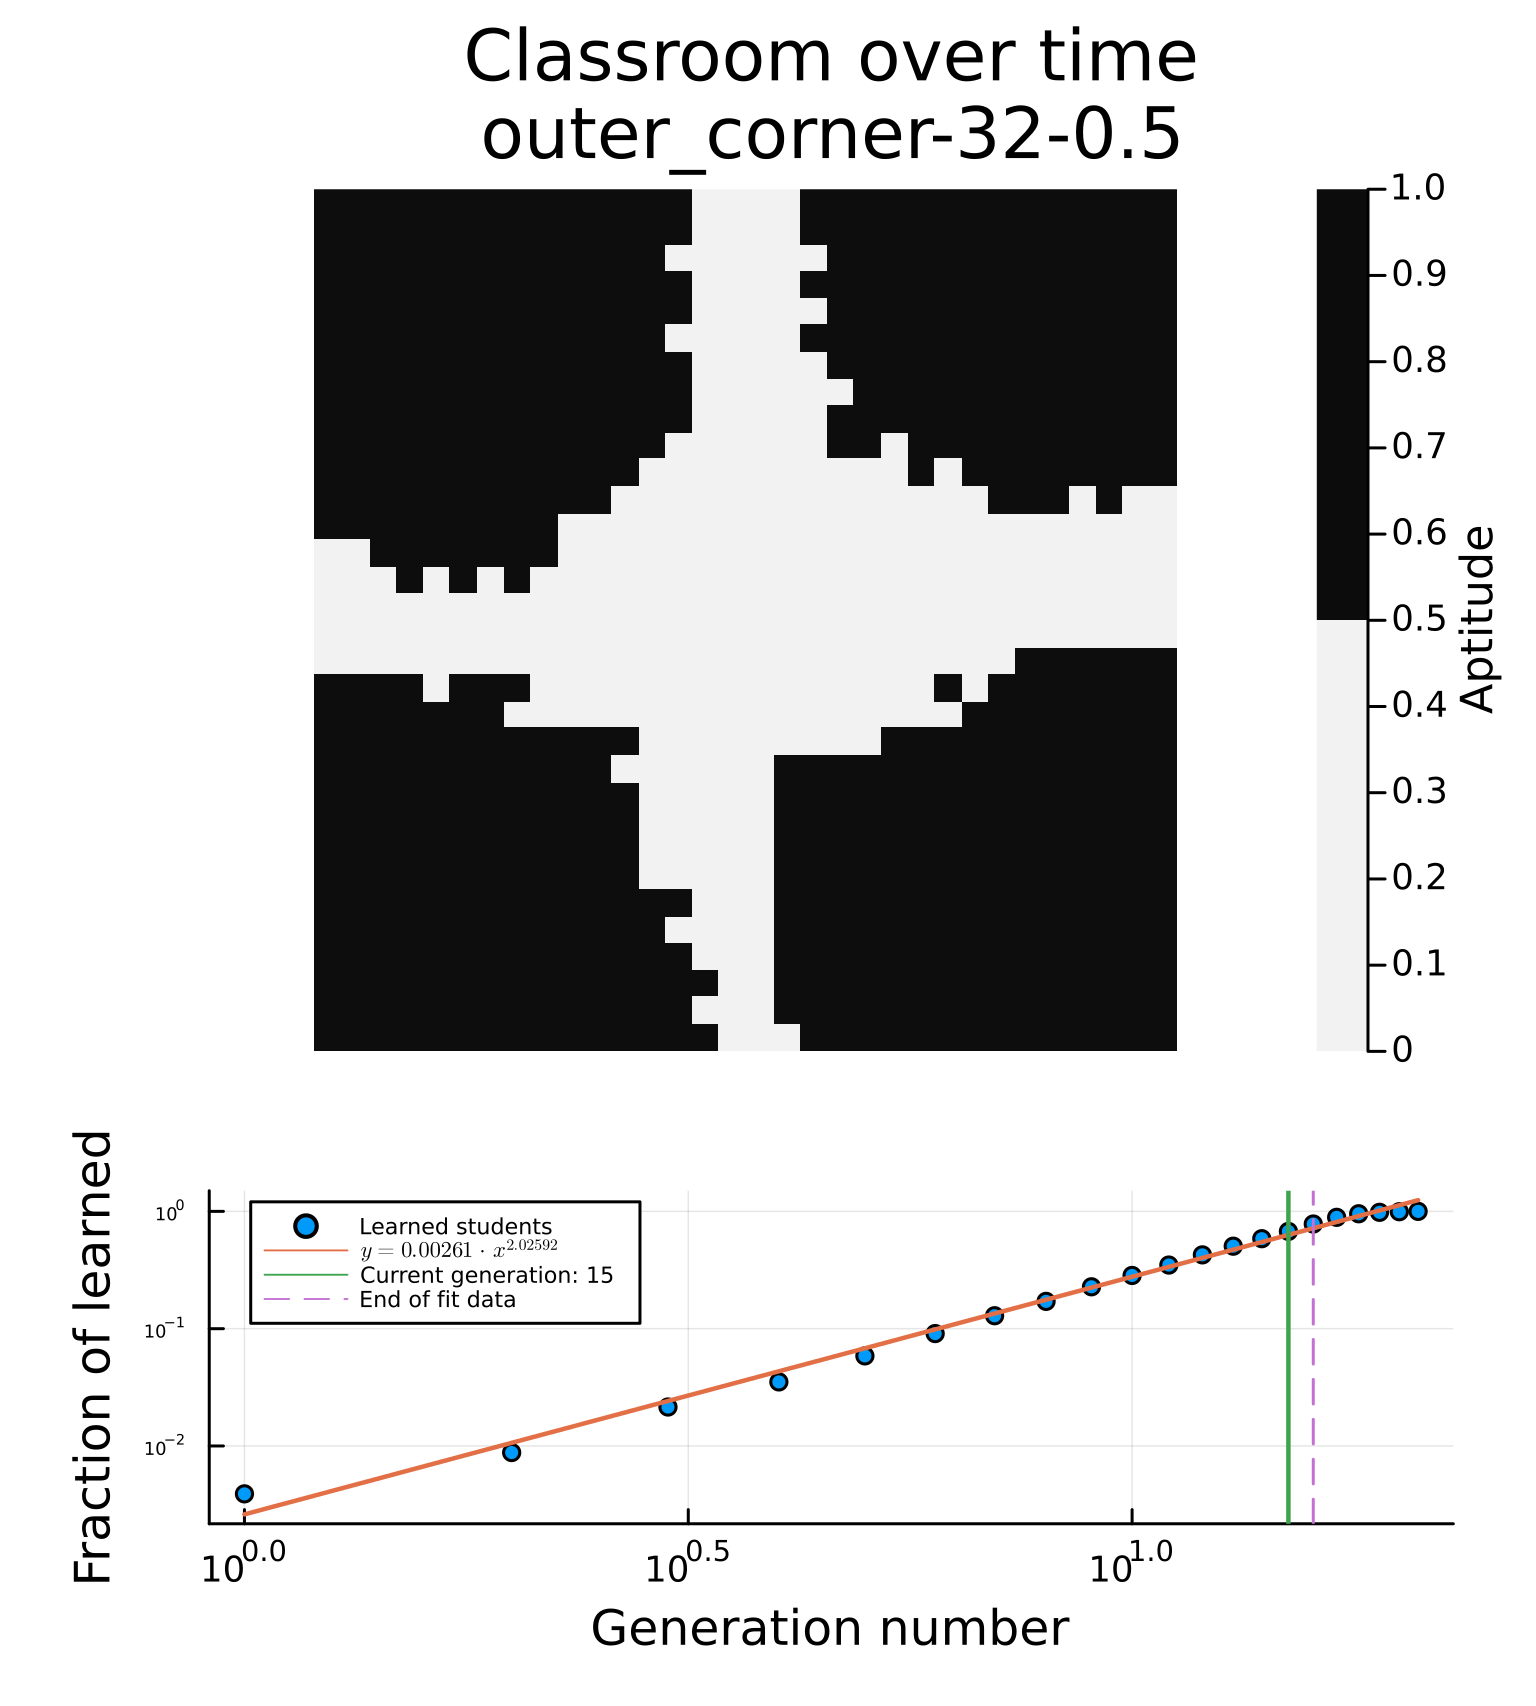 Classroom over time
outer_corner-32-0.5
1.0
0.9
0.8
0.7
0.6
0.5
0.4
0.3
0.2
0.1
0
Aptitude
Fraction of learned
10⁰
10⁻¹
10⁻²
Learned students
y = 0.00261 · x^2.02592
Current generation: 15
End of fit data
10^0.0
10^0.5
10^1.0
Generation number